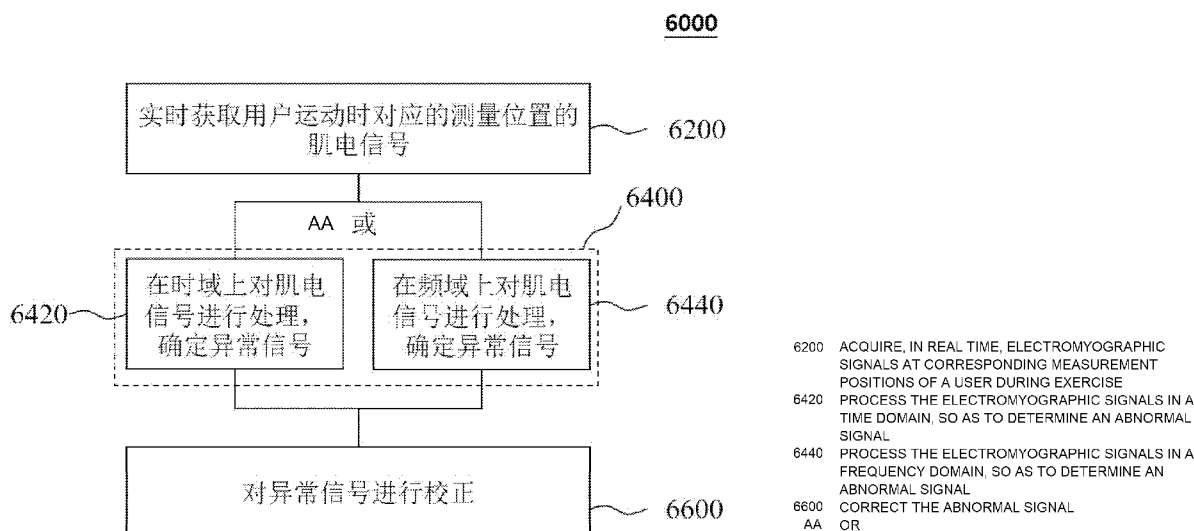 6000
实时获取用户运动时对应的测量位置的
肌电信号
6200
6400
AA 或
在时域上对肌电
信号进行处理，
确定异常信号
6420
在频域上对肌电
信号进行处理，
确定异常信号
6440
对异常信号进行校正
6600
6200 ACQUIRE, IN REAL TIME, ELECTROMYOGRAPHIC
SIGNALS AT CORRESPONDING MEASUREMENT
POSITIONS OF A USER DURING EXERCISE
6420 PROCESS THE ELECTROMYOGRAPHIC SIGNALS IN A
TIME DOMAIN, SO AS TO DETERMINE AN ABNORMAL
SIGNAL
6440 PROCESS THE ELECTROMYOGRAPHIC SIGNALS IN A
FREQUENCY DOMAIN, SO AS TO DETERMINE AN
ABNORMAL SIGNAL
6600 CORRECT THE ABNORMAL SIGNAL
AA OR